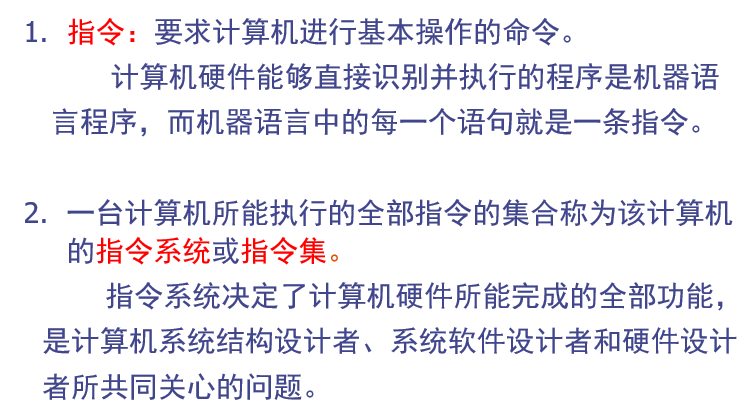 1. 指令：要求计算机进行基本操作的命令。
计算机硬件能够直接识别并执行的程序是机器语
言程序，而机器语言中的每一个语句就是一条指令。
2. 一台计算机所能执行的全部指令的集合称为该计算机
的指令系统或指令集。
指令系统决定了计算机硬件所能完成的全部功能，
是计算机系统结构设计者、系统软件设计者和硬件设计
者所共同关心的问题。